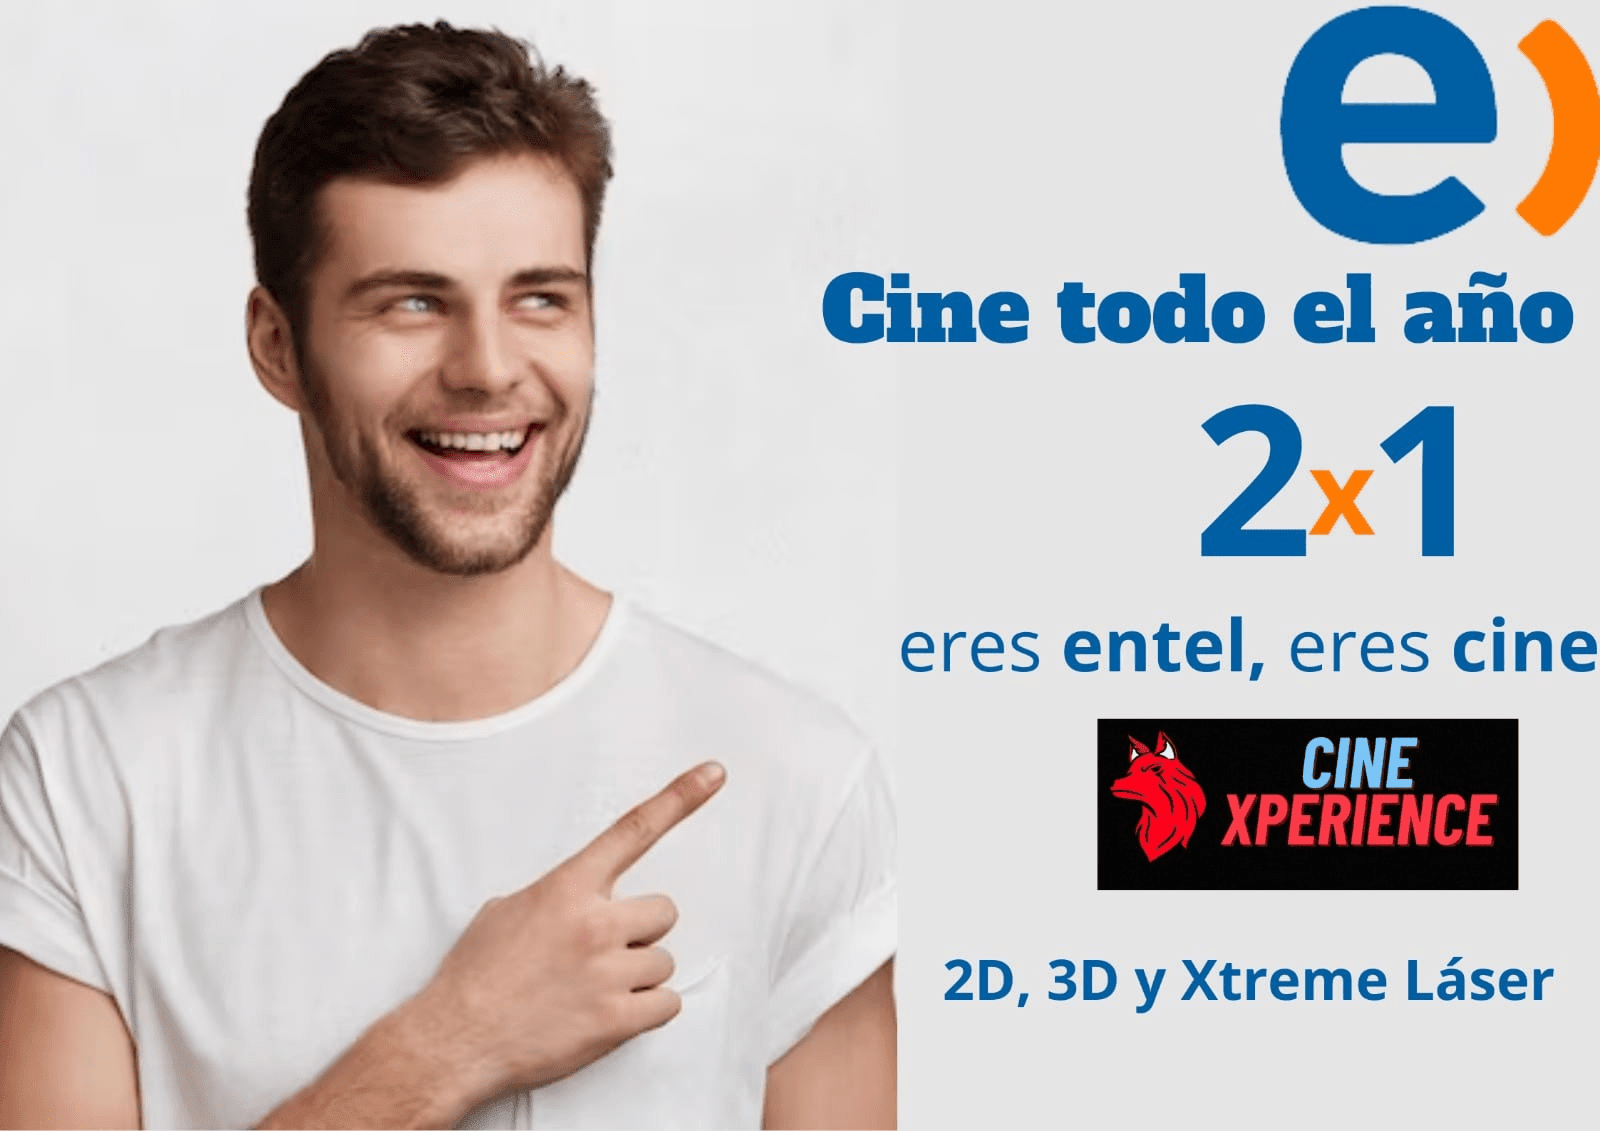 e)
Cine todo el año
2x1
eres entel, eres cine
CINE
XPERIENCE
2D, 3D y Xtreme Láser